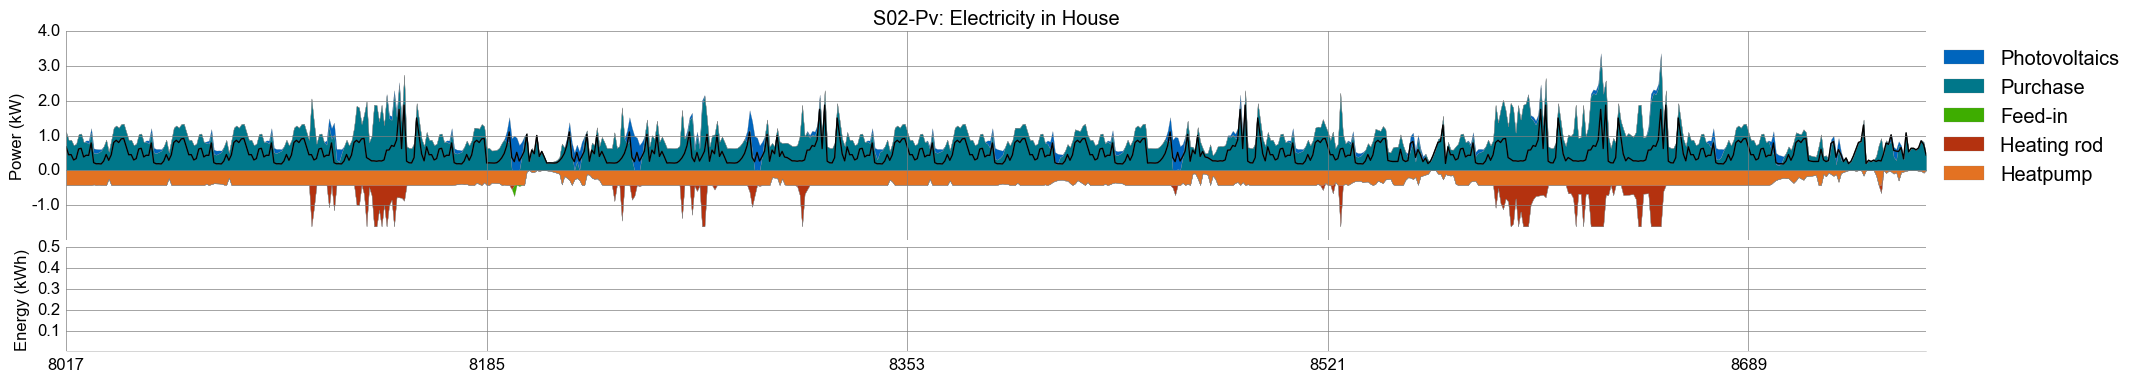 S02-Pv: Electricity in House
Power (kW)
4.0
3.0
2.0
1.0
0.0
-1.0
Photovoltaics
Purchase
Feed-in
Heating rod
Heatpump
Energy (kWh)
0.5
0.4
0.3
0.2
0.1
8017 8185 8353 8521 8689